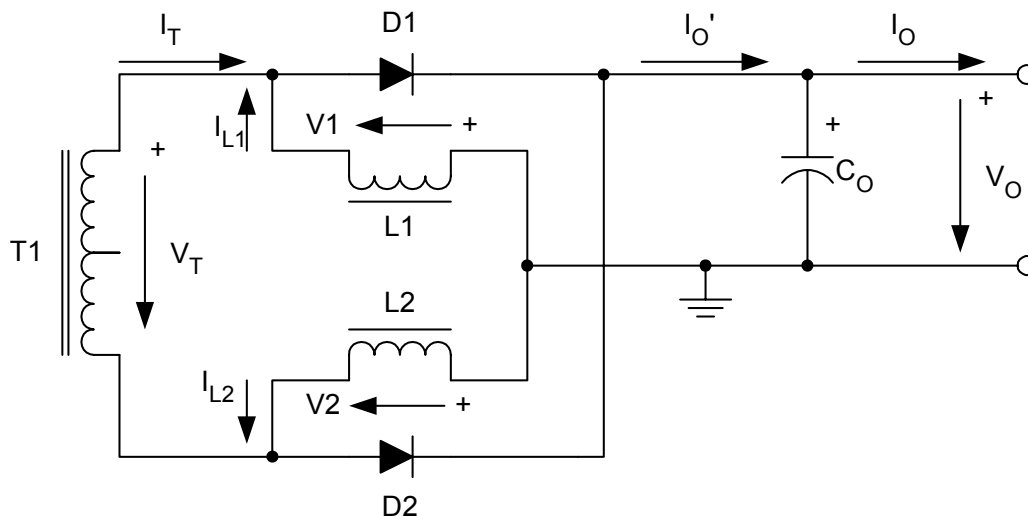 I_T D1 I_O' I_O
I_L1 V1 + + +
+ C_O
T1 V_T L1 V_O
L2
I_L2 V2 +
D2